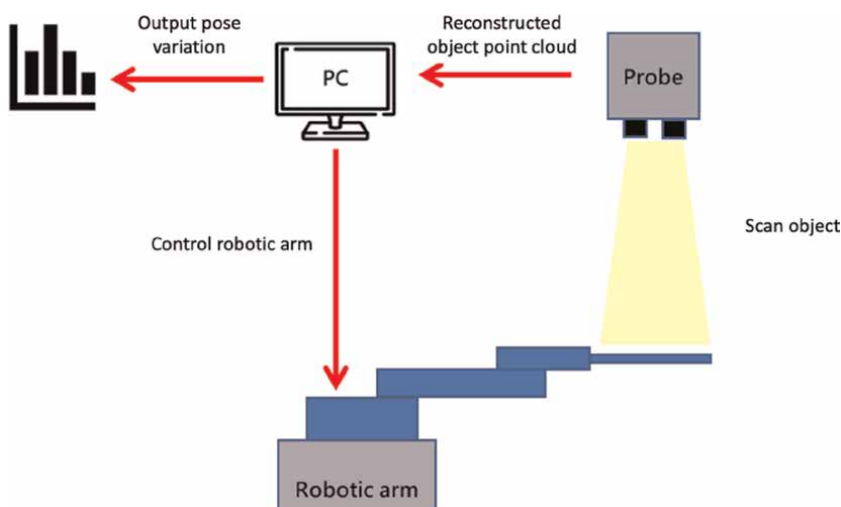 Output pose
variation
Reconstructed
object point cloud
PC
Probe
Control robotic arm
Scan object
Robotic arm